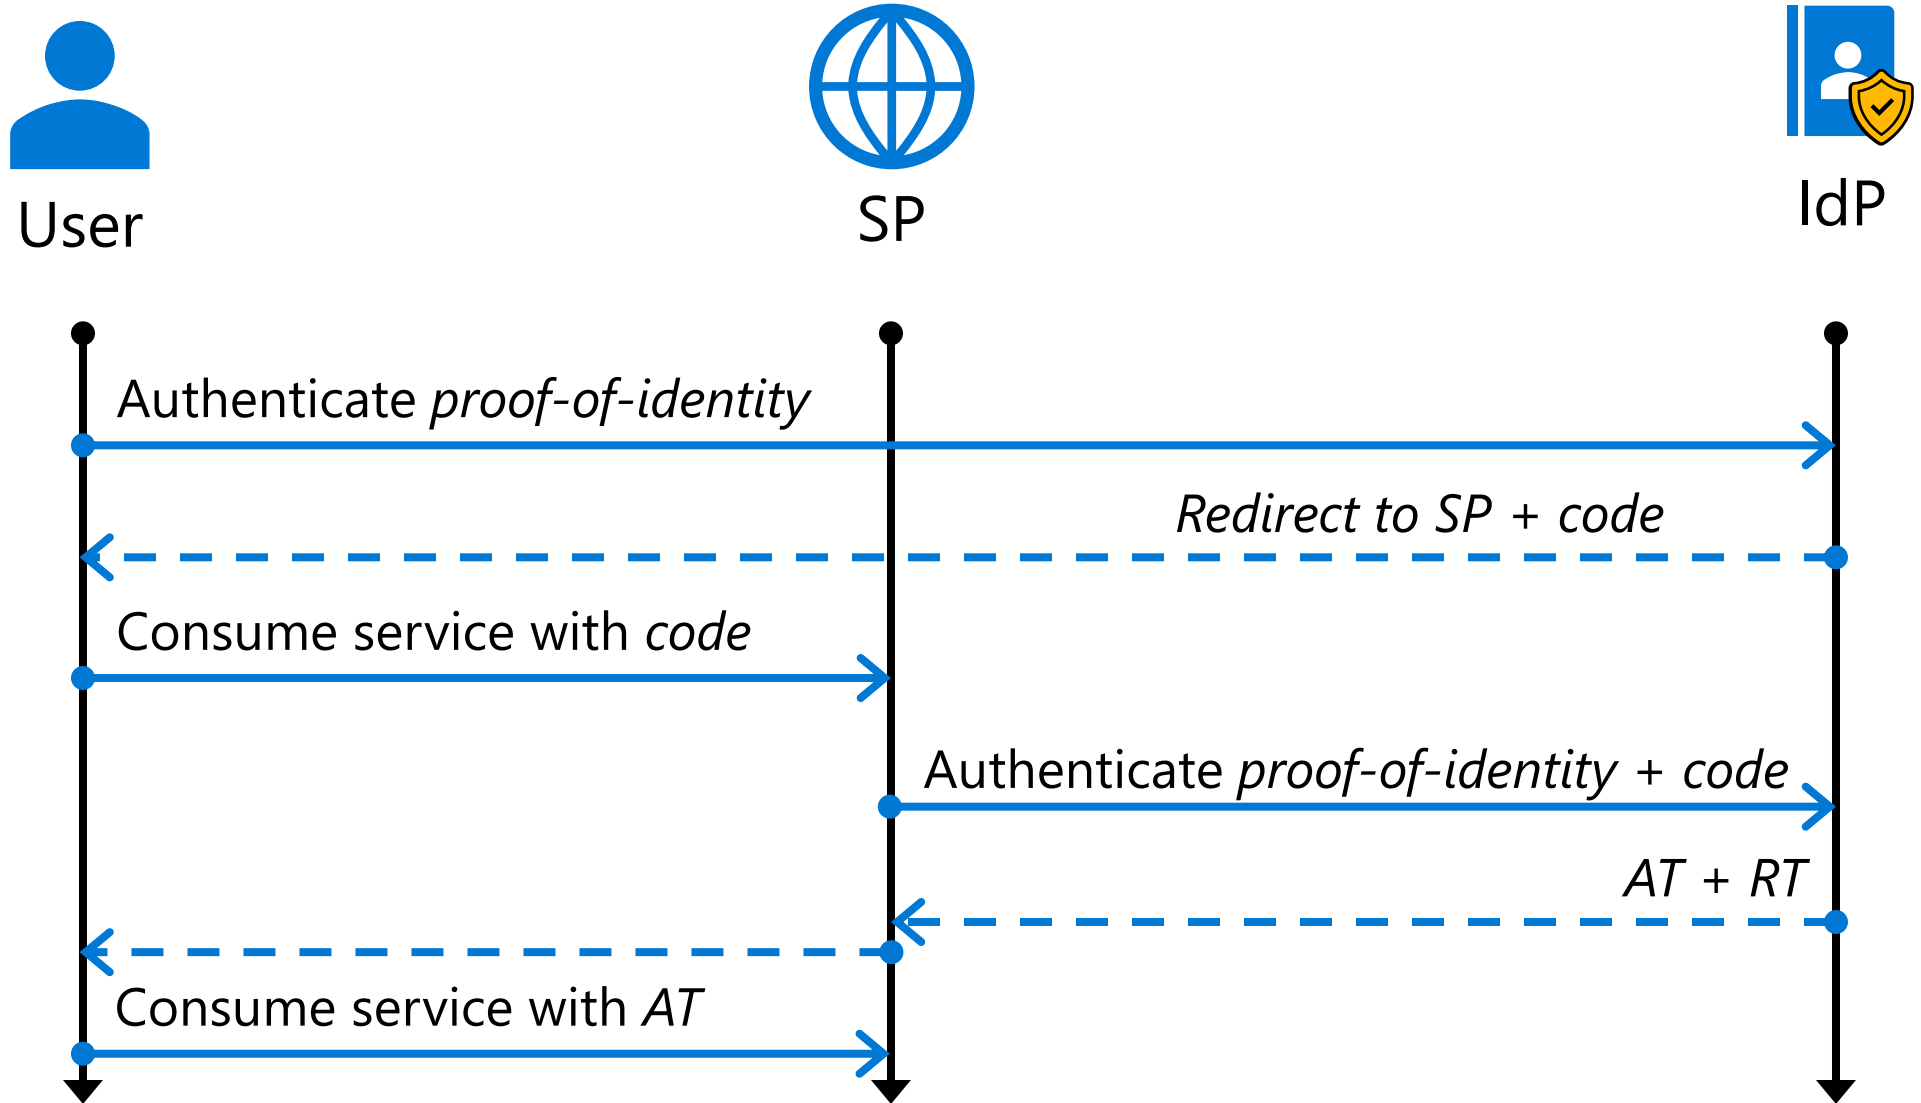 User
SP
IdP
Authenticate proof-of-identity
Redirect to SP + code
Consume service with code
Authenticate proof-of-identity + code
AT + RT
Consume service with AT